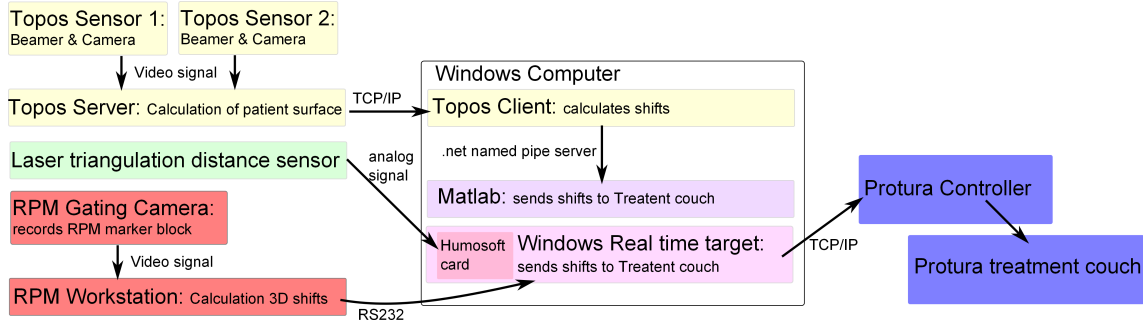 Topos Sensor 1:
Beamer & Camera
Topos Sensor 2:
Beamer & Camera
Video signal
Topos Server: Calculation of patient surface
TCP/IP
Windows Computer
Topos Client: calculates shifts
.net named pipe server
Laser triangulation distance sensor
analog
signal
Matlab: sends shifts to Treatent couch
RPM Gating Camera:
records RPM marker block
Video signal
RPM Workstation: Calculation 3D shifts
RS232
Humosoft
card
Windows Real time target:
sends shifts to Treatent couch
TCP/IP
Protura Controller
Protura treatment couch